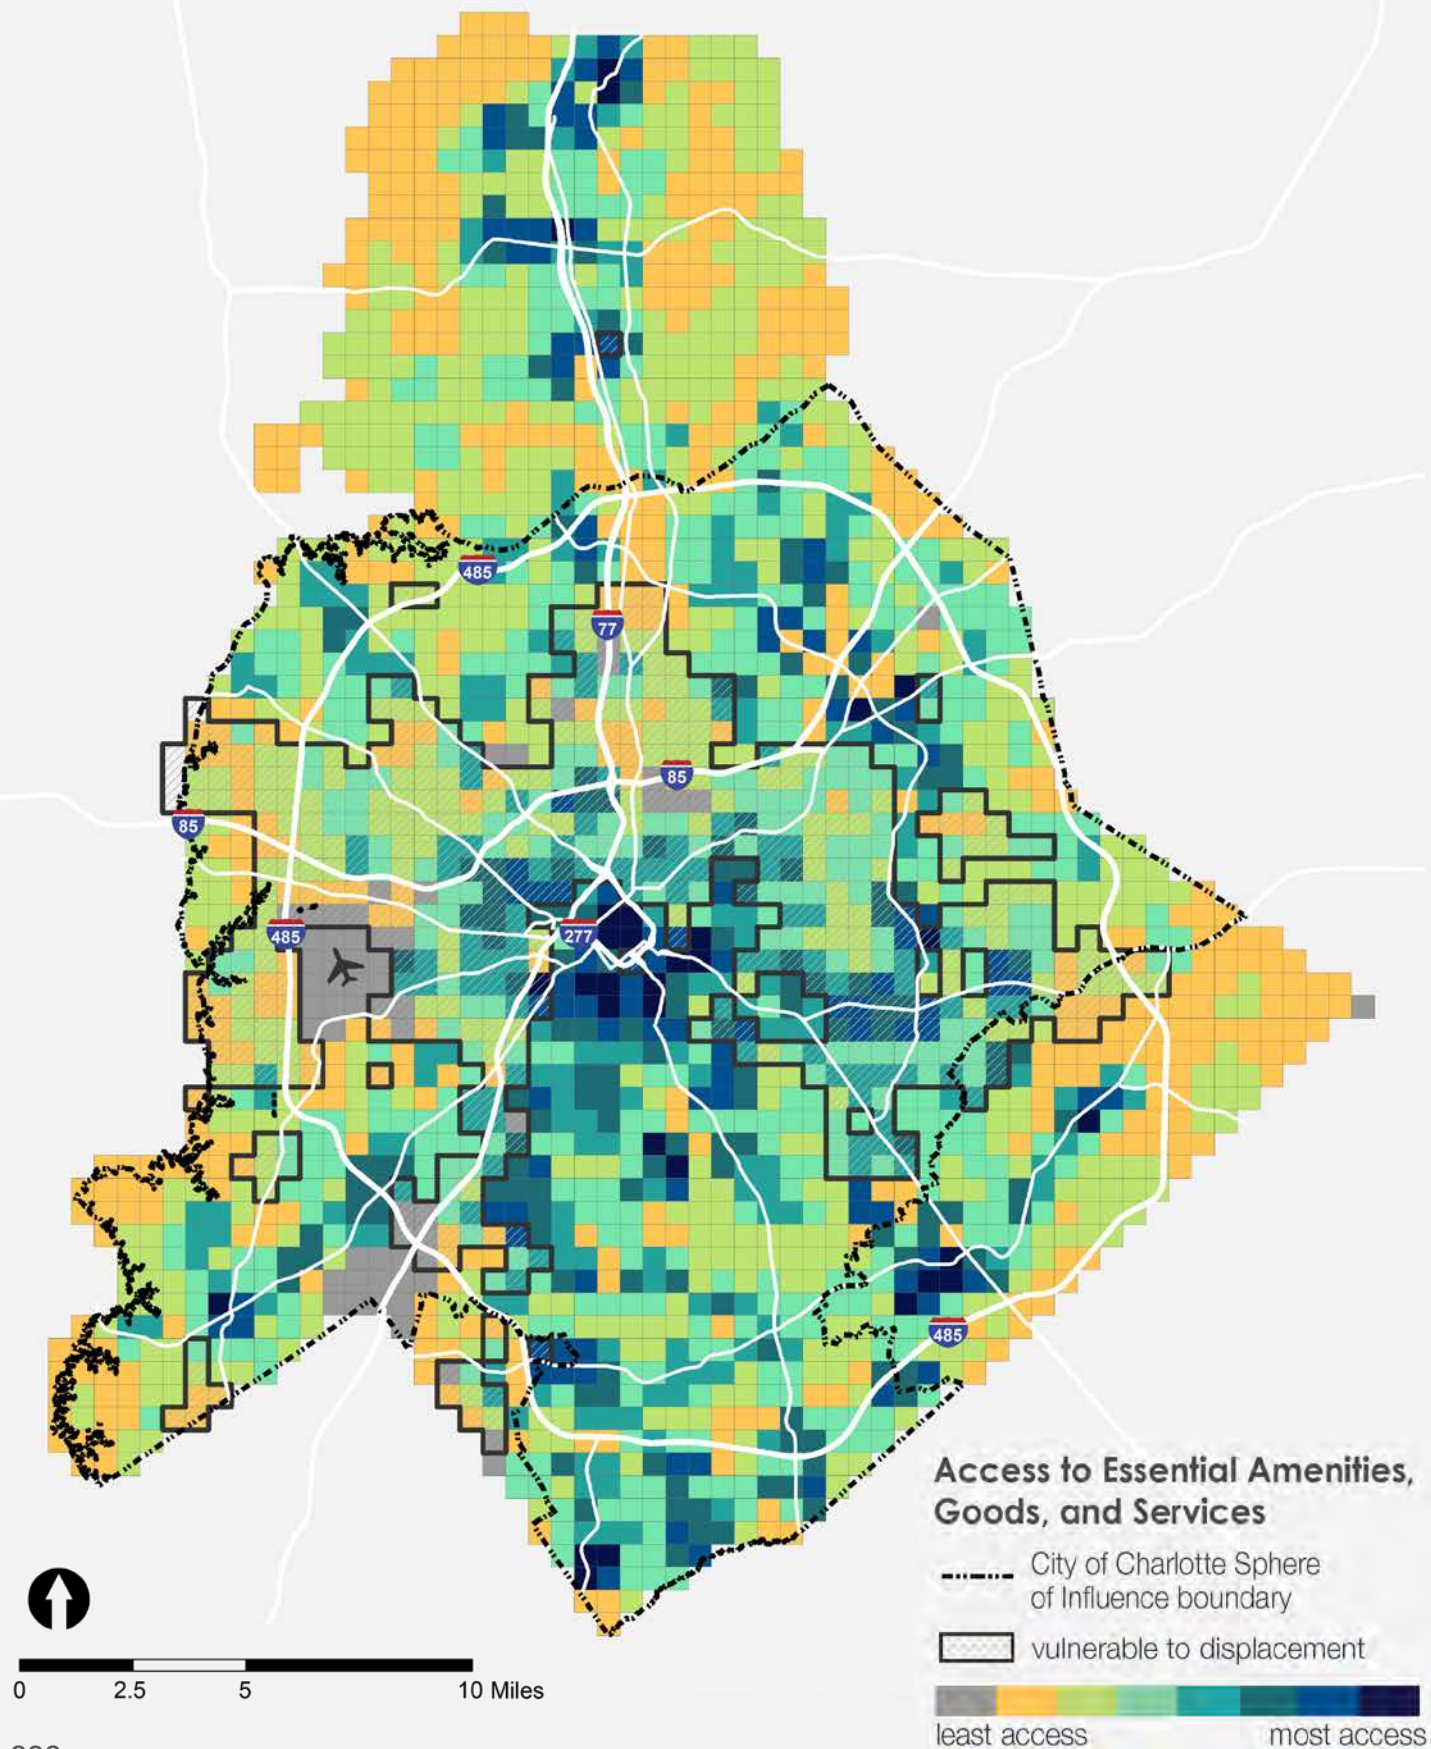 485
77
85
85
485
277
485
Access to Essential Amenities,
Goods, and Services
City of Charlotte Sphere
of Influence boundary
vulnerable to displacement
least access most access
0 2.5 5 10 Miles